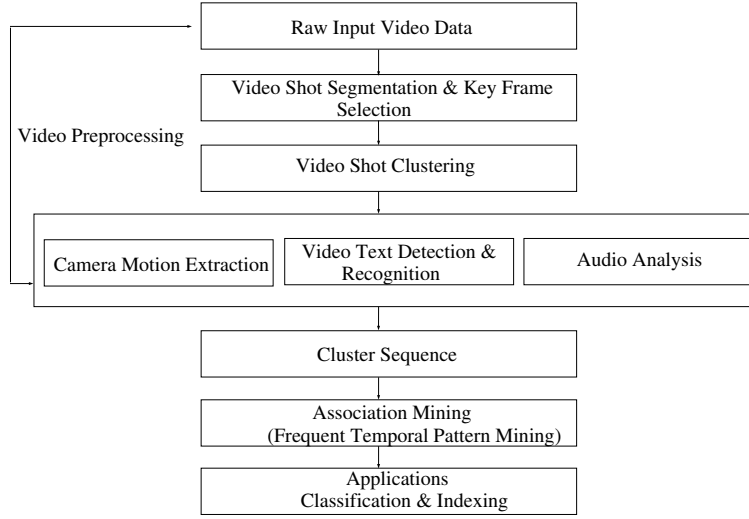 Raw Input Video Data
Video Shot Segmentation & Key Frame
Selection
Video Preprocessing
Video Shot Clustering
Camera Motion Extraction
Video Text Detection &
Recognition
Audio Analysis
Cluster Sequence
Association Mining
(Frequent Temporal Pattern Mining)
Applications
Classification & Indexing